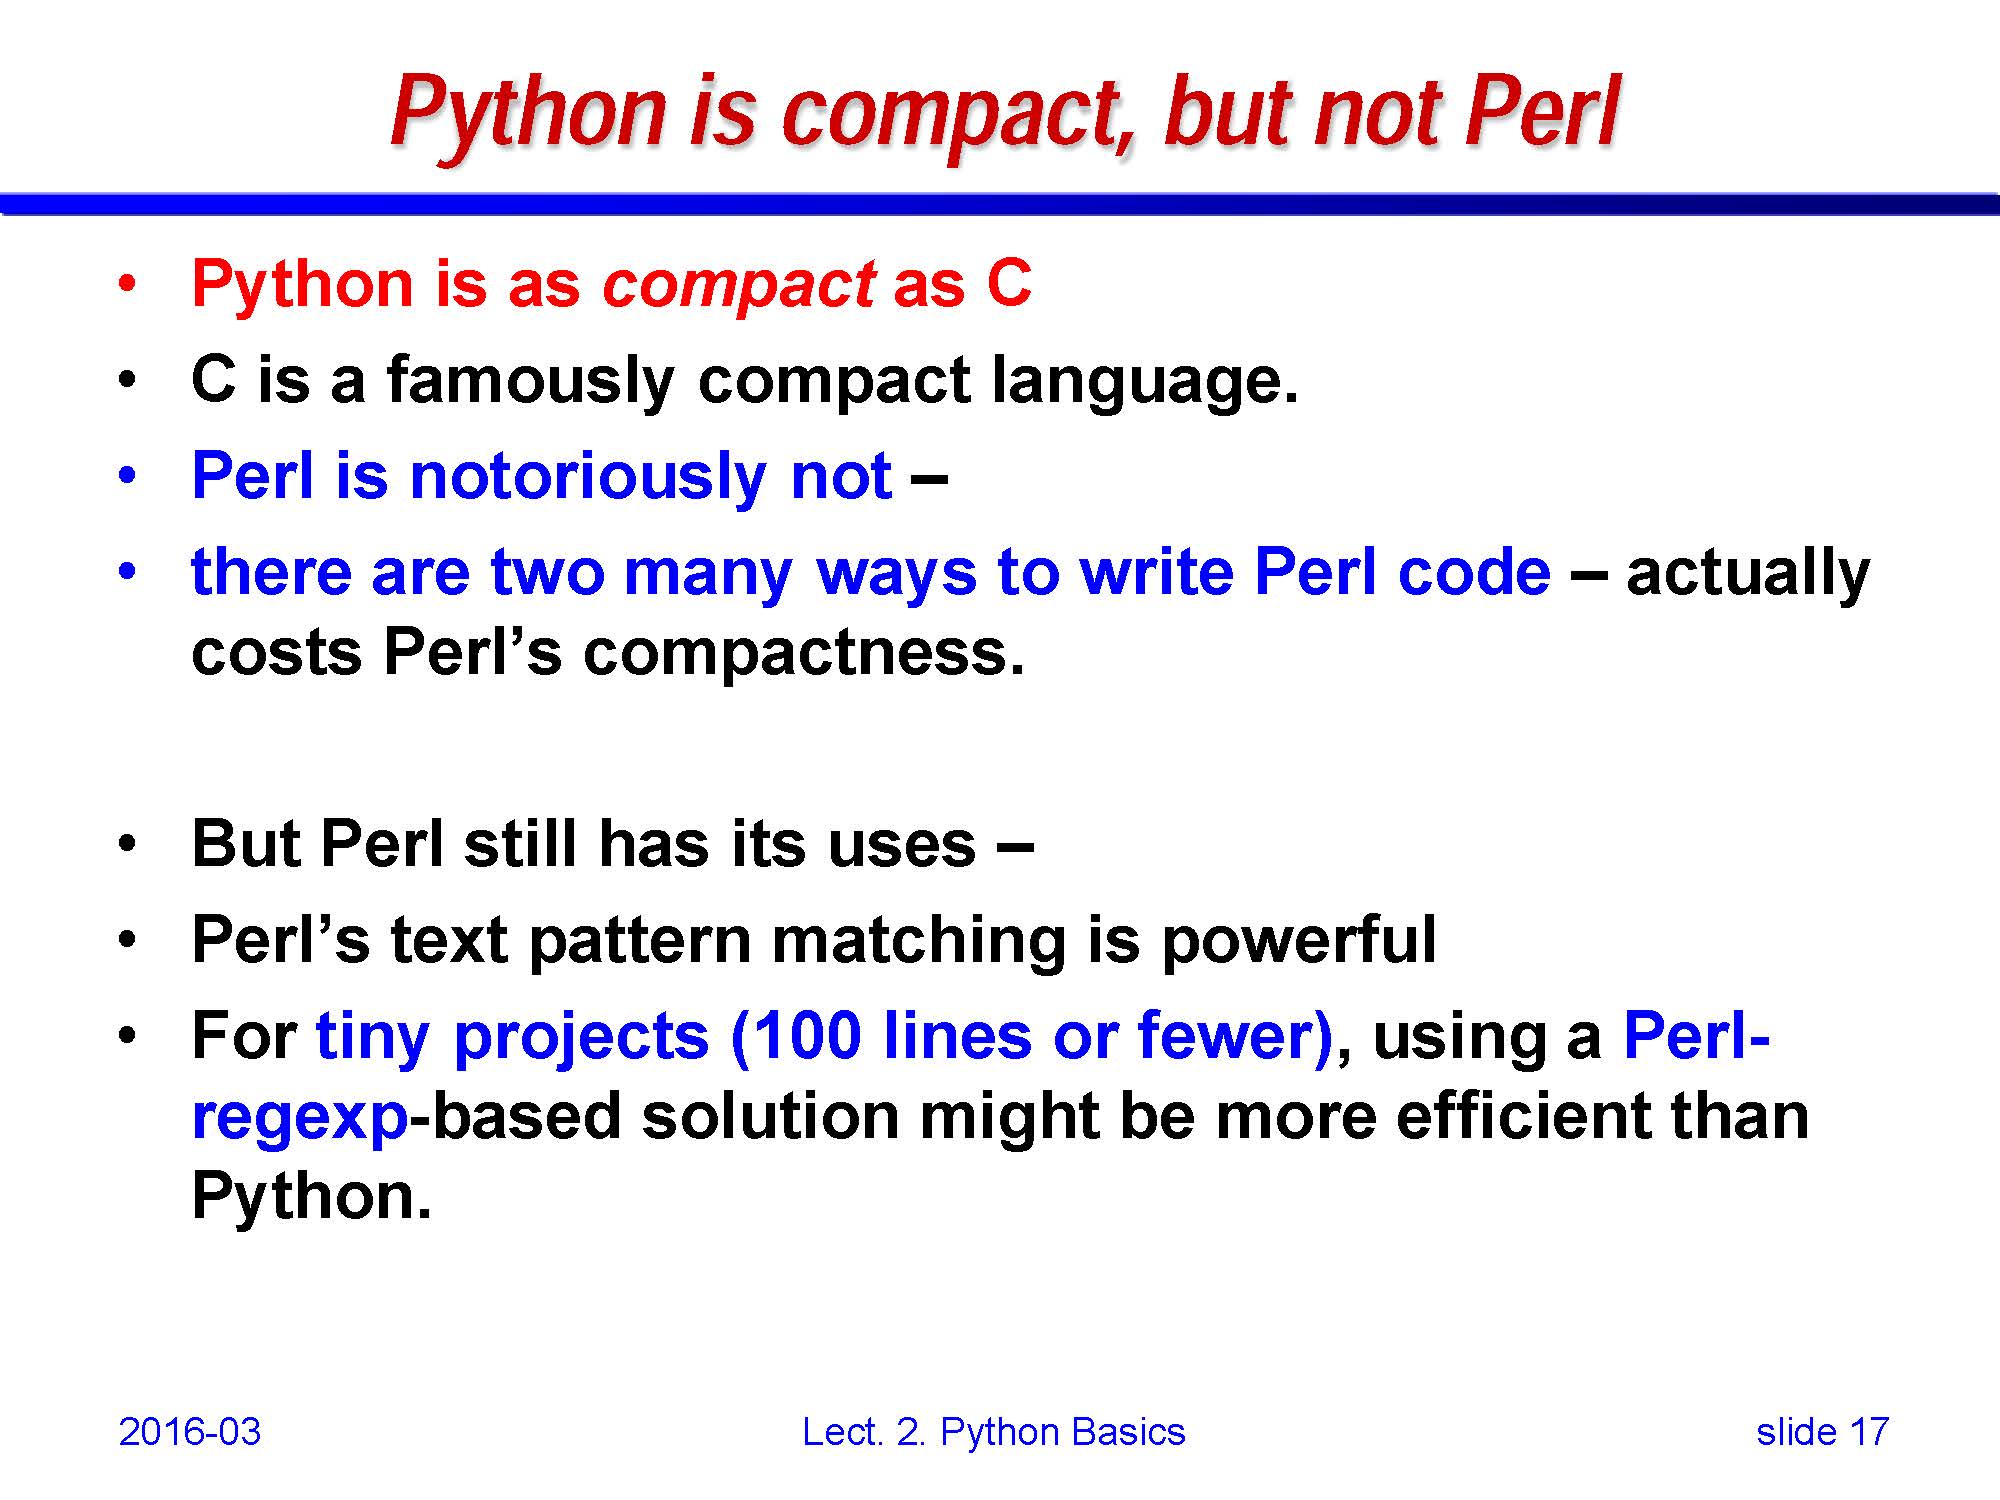 Python is compact, but not Perl
• Python is as compact as C
• C is a famously compact language.
• Perl is notoriously not –
• there are two many ways to write Perl code – actually
costs Perl’s compactness.
• But Perl still has its uses –
• Perl’s text pattern matching is powerful
• For tiny projects (100 lines or fewer), using a Perl-
regexp-based solution might be more efficient than
Python.
2016-03
Lect. 2. Python Basics
slide 17